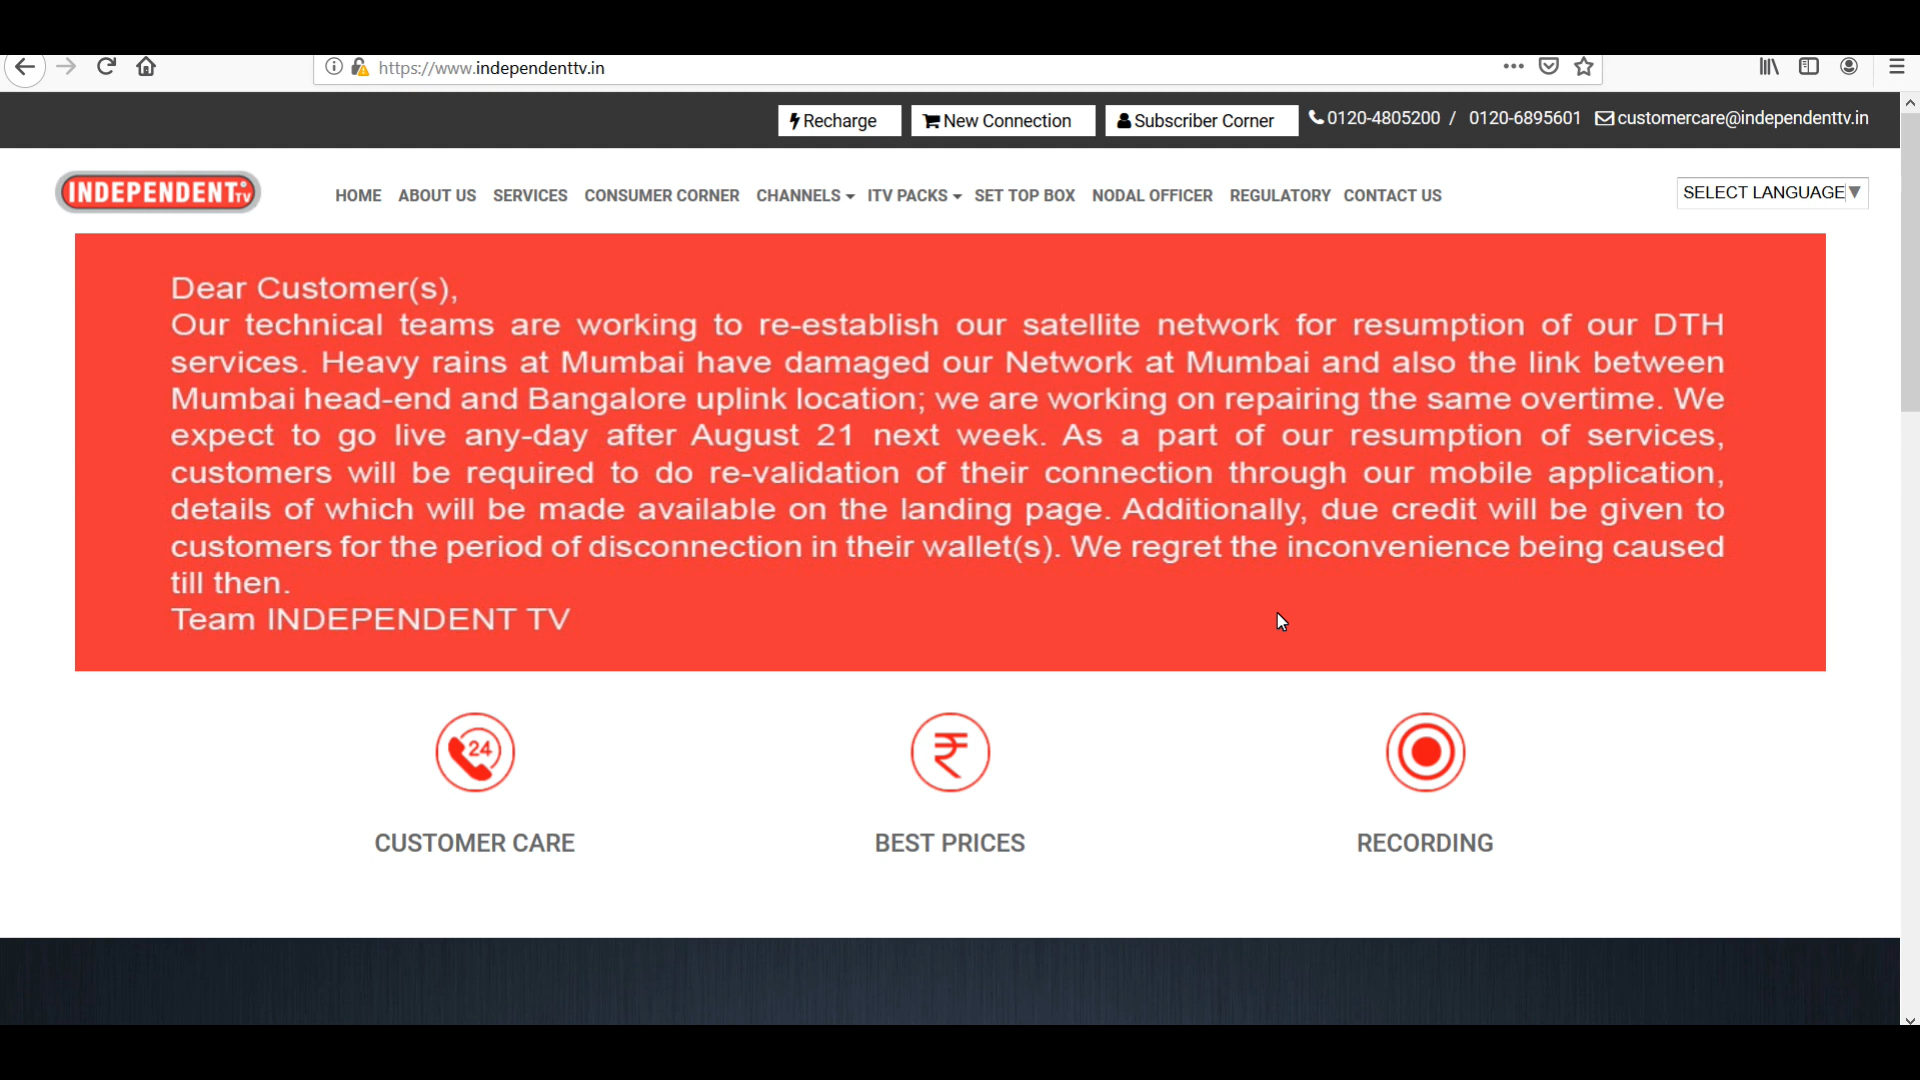 https://www.independenttv.in
Recharge
New Connection
Subscriber Corner
0120-4805200 / 0120-6895601
customercare@independenttv.in
INDEPENDENT TV
HOME
ABOUT US
SERVICES
CONSUMER CORNER
CHANNELS
ITV PACKS
SET TOP BOX
NODAL OFFICER
REGULATORY
CONTACT US
SELECT LANGUAGE
Dear Customer(s),
Our technical teams are working to re-establish our satellite network for resumption of our DTH
services. Heavy rains at Mumbai have damaged our Network at Mumbai and also the link between
Mumbai head-end and Bangalore uplink location; we are working on repairing the same overtime. We
expect to go live any-day after August 21 next week. As a part of our resumption of services,
customers will be required to do re-validation of their connection through our mobile application,
details of which will be made available on the landing page. Additionally, due credit will be given to
customers for the period of disconnection in their wallet(s). We regret the inconvenience being caused
till then.
Team INDEPENDENT TV
24
₹
CUSTOMER CARE
BEST PRICES
RECORDING